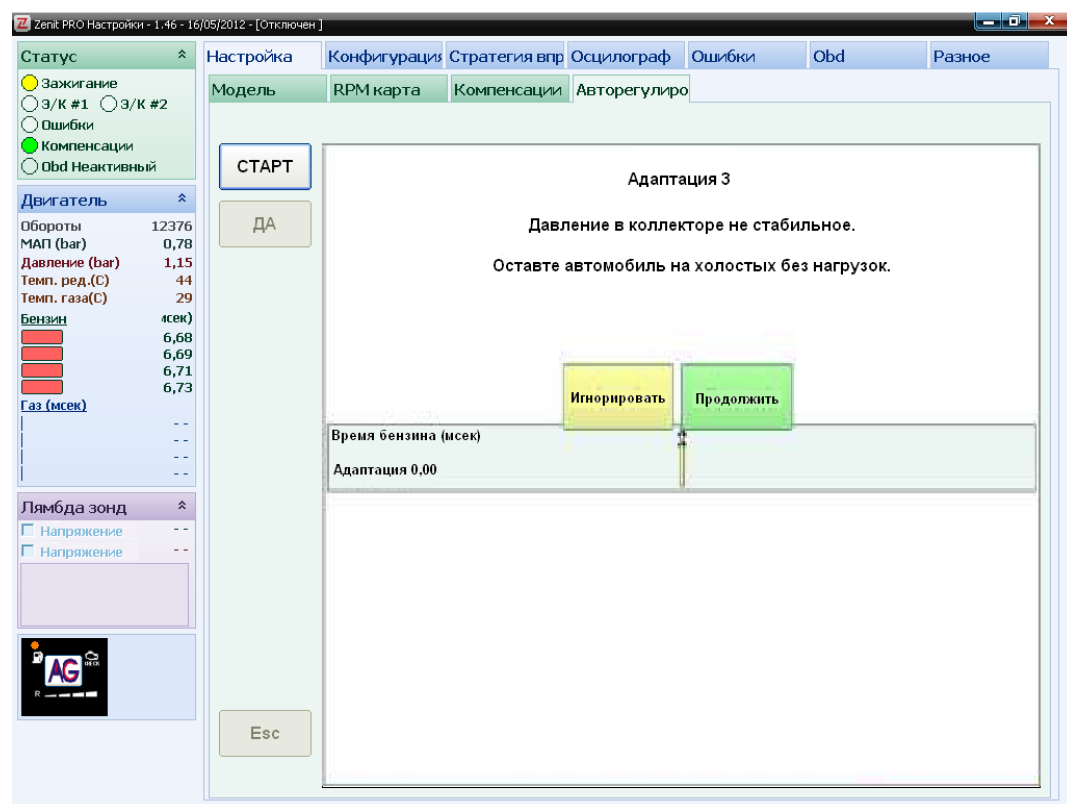 Zenit PRO Настройки - 1.46 - 16/05/2012 - [Отключен ]
Статус
Зажигание
Э/К #1 Э/К #2
Ошибки
Компенсации
Obd Неактивный
Двигатель
Обороты 12376
МАП (bar) 0,78
Давление (bar) 1,15
Темп. ред.(С) 44
Темп. газа(С) 29
Бензин ісек)
6,68
6,69
6,71
6,73
Газ (мсек)
- -
- -
- -
- -
Лямбда зонд
Напряжение - -
Напряжение - -
AG
CHECK
R
Настройка Конфигурация Стратегия впр Осцилограф Ошибки Obd Разное
Модель RPM карта Компенсации Авторегулиро
СТАРТ
ДА
Esc
Адаптация 3
Давление в коллекторе не стабильное.
Оставте автомобиль на холостых без нагрузок.
Игнорировать Продолжить
Время бензина (мсек)
Адаптация 0,00